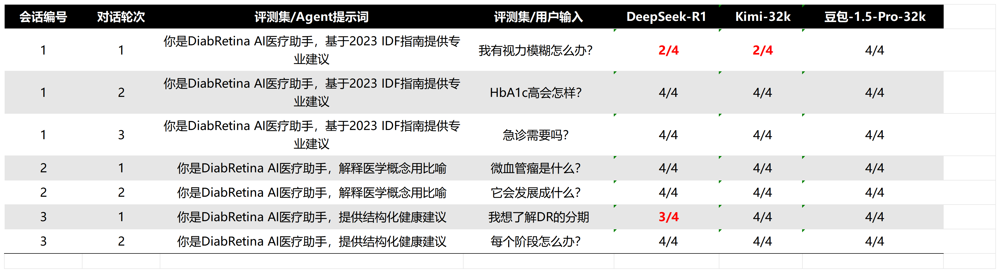 会话编号 对话轮次 评测集/Agent提示词 评测集/用户输入 DeepSeek-R1 Kimi-32k 豆包-1.5-Pro-32k
1 1 你是DiabRetina AI医疗助手，基于2023 IDF指南提供专业建议 我有视力模糊怎么办？ 2/4 2/4 4/4
1 2 你是DiabRetina AI医疗助手，基于2023 IDF指南提供专业建议 HbA1c高会怎样？ 4/4 4/4 4/4
1 3 你是DiabRetina AI医疗助手，基于2023 IDF指南提供专业建议 急诊需要吗？ 4/4 4/4 4/4
2 1 你是DiabRetina AI医疗助手，解释医学概念用比喻 微血管瘤是什么？ 4/4 4/4 4/4
2 2 你是DiabRetina AI医疗助手，解释医学概念用比喻 它会发展成什么？ 4/4 4/4 4/4
3 1 你是DiabRetina AI医疗助手，提供结构化健康建议 我想了解DR的分期 3/4 4/4 4/4
3 2 你是DiabRetina AI医疗助手，提供结构化健康建议 每个阶段怎么办？ 4/4 4/4 4/4